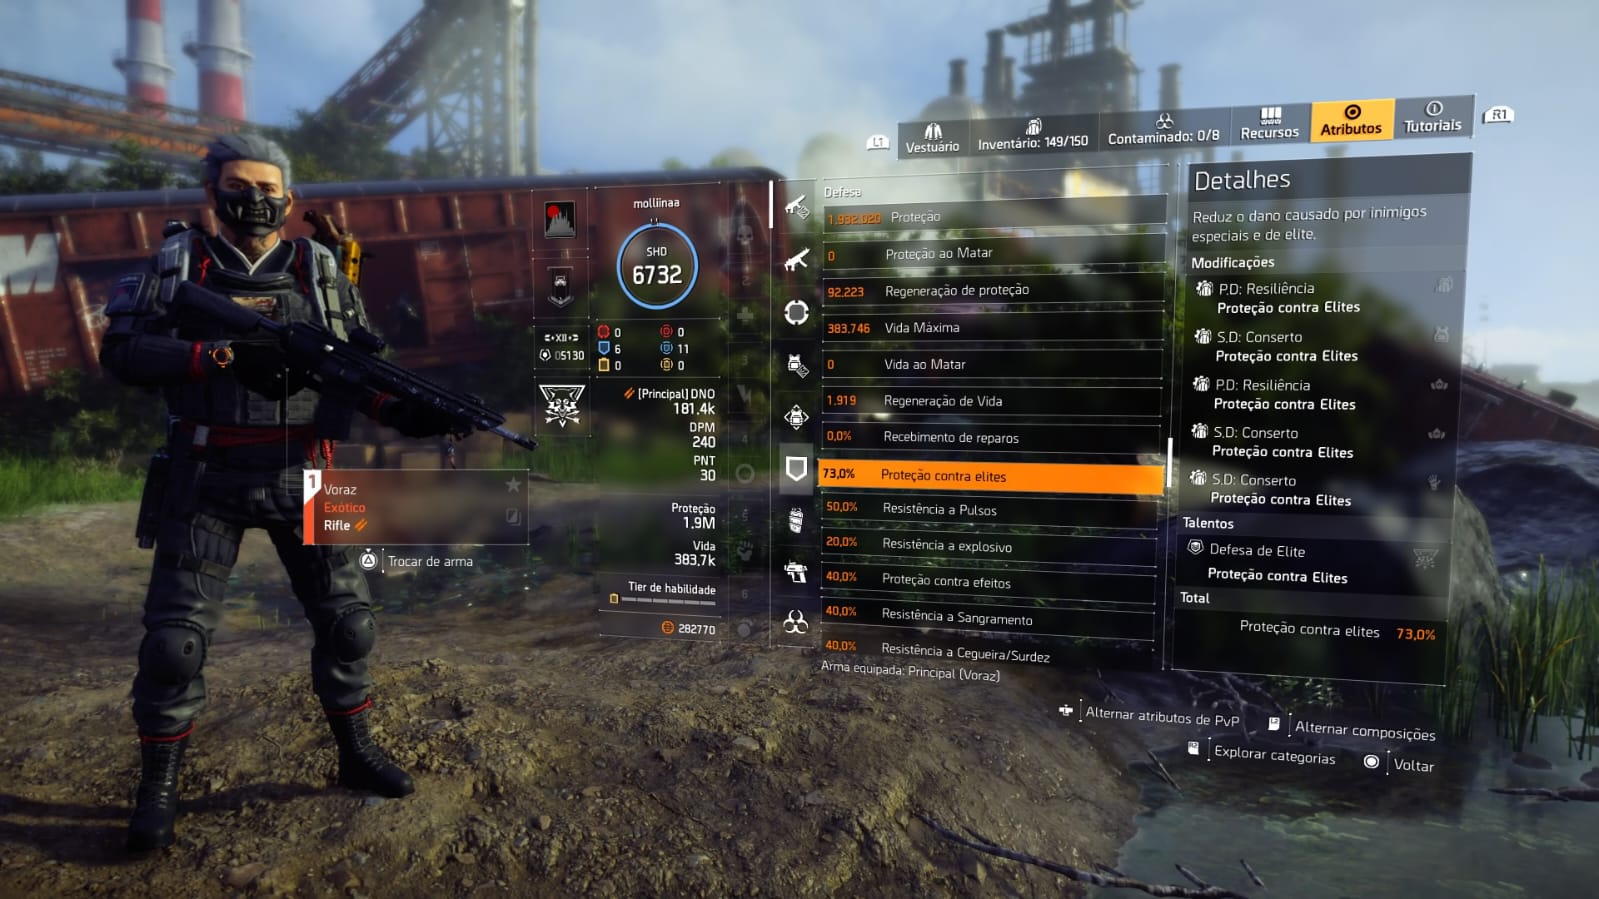 L1
Vestuário
Inventário: 149/150
Contaminado: 0/8
Recursos
Atributos
Tutoriais
R1
molliinaa
SHD
6732
XII
05130
0
0
6
11
0
0
[Principal] DNO
181.4k
DPM
240
PNT
30
Proteção
1.9M
Vida
383,7k
Tier de habilidade
282770
1
Voraz
Exótico
Rifle
Trocar de arma
Defesa
1.932.020 Proteção
0 Proteção ao Matar
92.223 Regeneração de proteção
383.746 Vida Máxima
0 Vida ao Matar
1.919 Regeneração de Vida
0,0% Recebimento de reparos
73,0% Proteção contra elites
50,0% Resistência a Pulsos
20,0% Resistência a explosivo
40,0% Proteção contra efeitos
40,0% Resistência a Sangramento
40,0% Resistência a Cegueira/Surdez
Arma equipada: Principal (Voraz)
Detalhes
Reduz o dano causado por inimigos
especiais e de elite.
Modificações
P.D: Resiliência
Proteção contra Elites
S.D: Conserto
Proteção contra Elites
P.D: Resiliência
Proteção contra Elites
S.D: Conserto
Proteção contra Elites
S.D: Conserto
Proteção contra Elites
Talentos
Defesa de Elite
Proteção contra Elites
Total
Proteção contra elites 73,0%
Alternar atributos de PvP
Alternar composições
Explorar categorias
Voltar